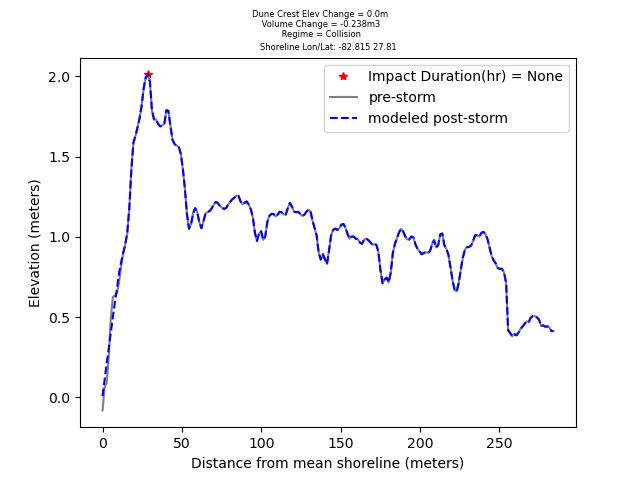 Dune Crest Elev Change = 0.0m
Volume Change = -0.238m3
Regime = Collision
Shoreline Lon/Lat: -82.815 27.81
Impact Duration(hr) = None
pre-storm
modeled post-storm
2.0
1.5
1.0
0.5
0.0
Elevation (meters)
0 50 100 150 200 250
Distance from mean shoreline (meters)